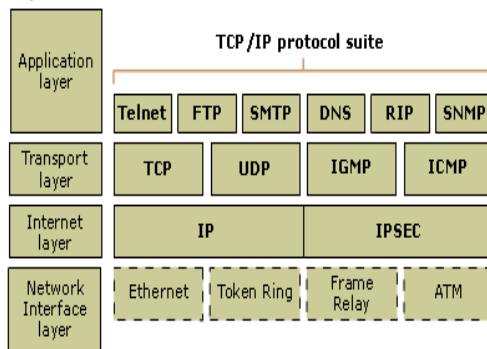 TCP/IP protocol suite
Application
layer
Telnet FTP SMTP DNS RIP SNMP
Transport
layer
TCP UDP IGMP ICMP
Internet
layer
IP IPSEC
Network
Interface
layer
Ethernet Token Ring Frame
Relay ATM